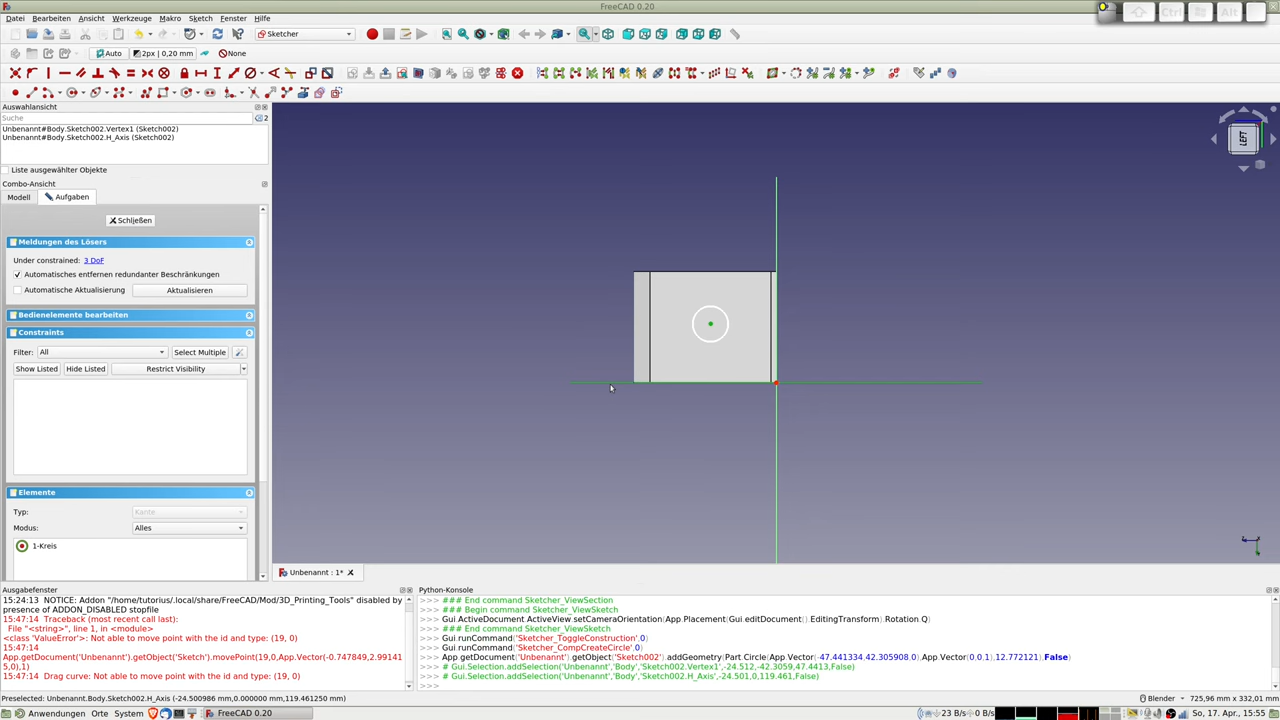 FreeCAD 0.20
Ctrl
Alt
Datei Bearbeiten Ansicht Werkzeuge Makro Sketch Fenster Hilfe
Sketcher
Auto 2px | 0,20 mm None
Auswahlansicht
Suche 2
Unbenannt#Body.Sketch002.Vertex1 (Sketch002)
Unbenannt#Body.Sketch002.H_Axis (Sketch002)
Liste ausgewählter Objekte
Combo-Ansicht
Modell Aufgaben
Schließen
Meldungen des Lösers
Under constrained: 3 DoF
Automatisches entfernen redundanter Beschränkungen
Automatische Aktualisierung Aktualisieren
Bedienelemente bearbeiten
Constraints
Filter: All Select Multiple
Show Listed Hide Listed Restrict Visibility
Elemente
Typ: Kante
Modus: Alles
1-Kreis
LEFT
Unbenannt : 1*
Ausgabefenster
15:24:13 NOTICE: Addon "/home/tutorius/.local/share/FreeCAD/Mod/3D_Printing_Tools" disabled by
presence of ADDON_DISABLED stopfile
15:47:14 Traceback (most recent call last):
File "<string>", line 1, in <module>
<class 'ValueError'>: Not able to move point with the id and type: (19, 0)
15:47:14
App.getDocument('Unbenannt').getObject('Sketch').movePoint(19,0,App.Vector(-0.747849,2.99141
5,0),1)
15:47:14 Drag curve: Not able to move point with the id and type: (19, 0)
Python-Konsole
>>> ### End command Sketcher_ViewSection
>>> ### Begin command Sketcher_ViewSketch
>>> Gui.ActiveDocument.ActiveView.setCameraOrientation(App.Placement(Gui.editDocument().EditingTransform).Rotation.Q)
>>> ### End command Sketcher_ViewSketch
>>> Gui.runCommand('Sketcher_ToggleConstruction',0)
>>> Gui.runCommand('Sketcher_CompCreateCircle',0)
>>> App.getDocument('Unbenannt').getObject('Sketch002').addGeometry(Part.Circle(App.Vector(-47.441334,42.305908,0),App.Vector(0,0,1),12.772121),False)
>>> # Gui.Selection.addSelection('Unbenannt','Body','Sketch002.Vertex1',-24.512,-42.3059,47.4413,False)
>>> # Gui.Selection.addSelection('Unbenannt','Body','Sketch002.H_Axis',-24.501,0,119.461,False)
>>>
Preselected: Unbenannt.Body.Sketch002.H_Axis (-24.500986 mm,0.000000 mm,119.461250 mm) Blender 725,96 mm x 332,01 mm
Anwendungen Orte System FreeCAD 0.20 23 B/s 0 B/s So, 17. Apr., 15:55